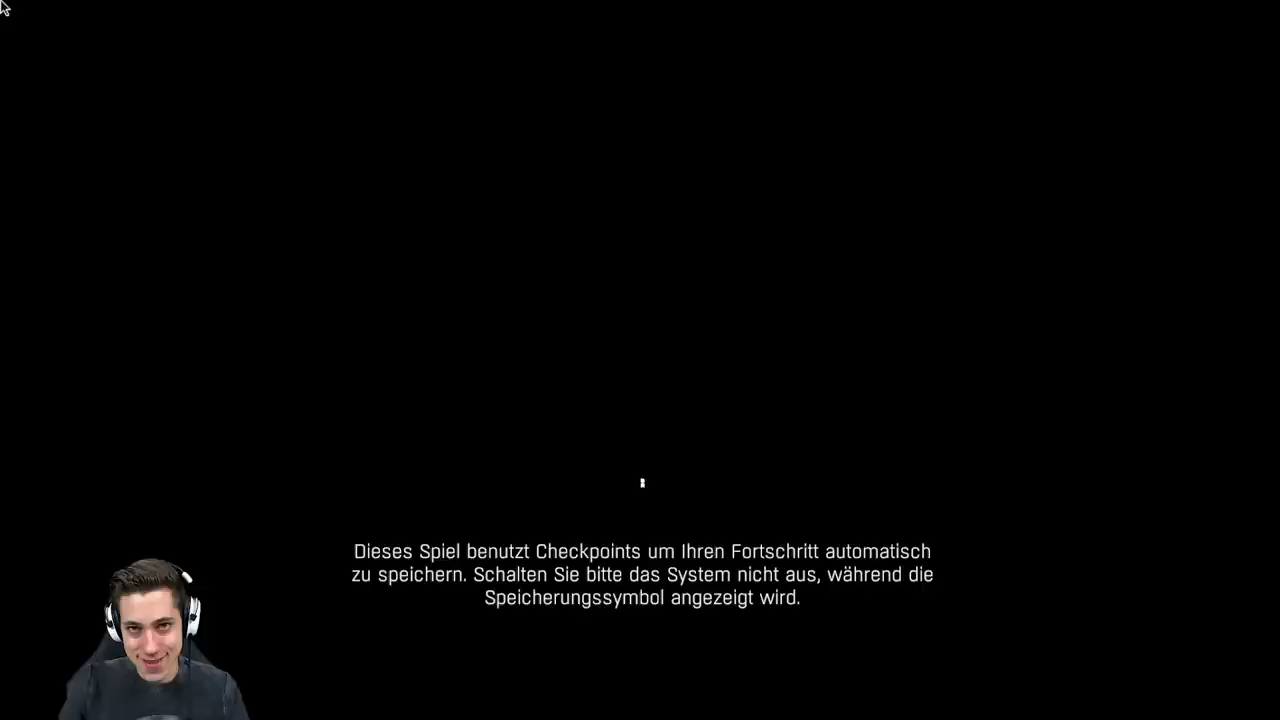 Dieses Spiel benutzt Checkpoints um Ihren Fortschritt automatisch
zu speichern. Schalten Sie bitte das System nicht aus, während die
Speicherungssymbol angezeigt wird.